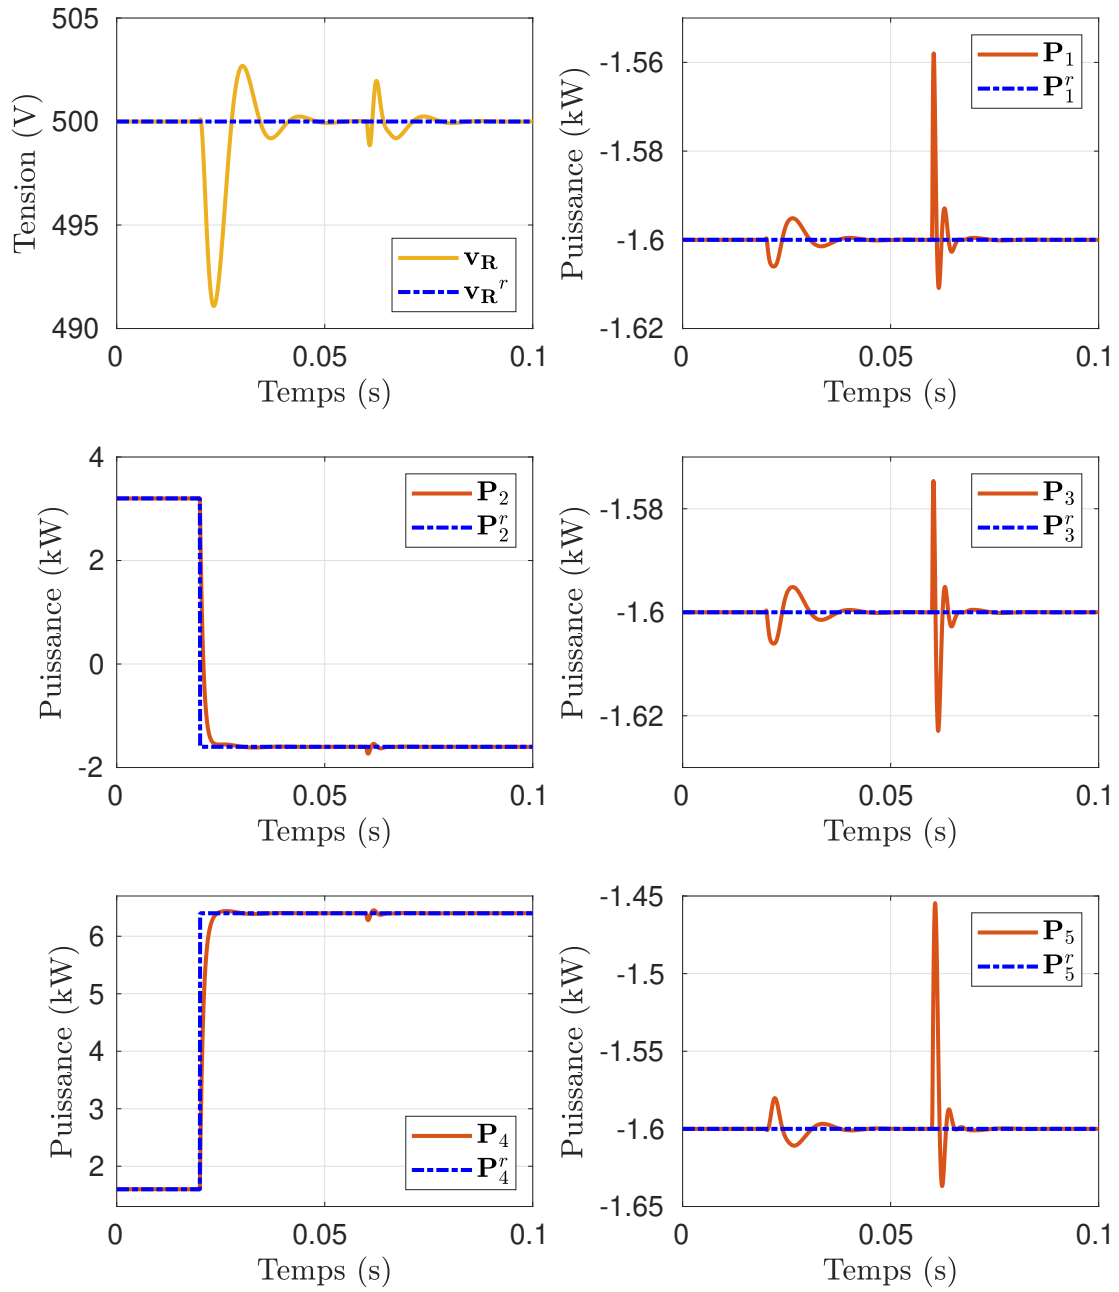 505
500
495
490
Tension (V)
0
0.05
0.1
Temps (s)
v_R
v_R^r
-1.56
-1.58
-1.6
-1.62
Puissance (kW)
0
0.05
0.1
Temps (s)
P_1
P_1^r
4
2
0
-2
Puissance (kW)
0
0.05
0.1
Temps (s)
P_2
P_2^r
-1.58
-1.6
-1.62
Puissance (kW)
0
0.05
0.1
Temps (s)
P_3
P_3^r
6
4
2
Puissance (kW)
0
0.05
0.1
Temps (s)
P_4
P_4^r
-1.45
-1.5
-1.55
-1.6
-1.65
Puissance (kW)
0
0.05
0.1
Temps (s)
P_5
P_5^r